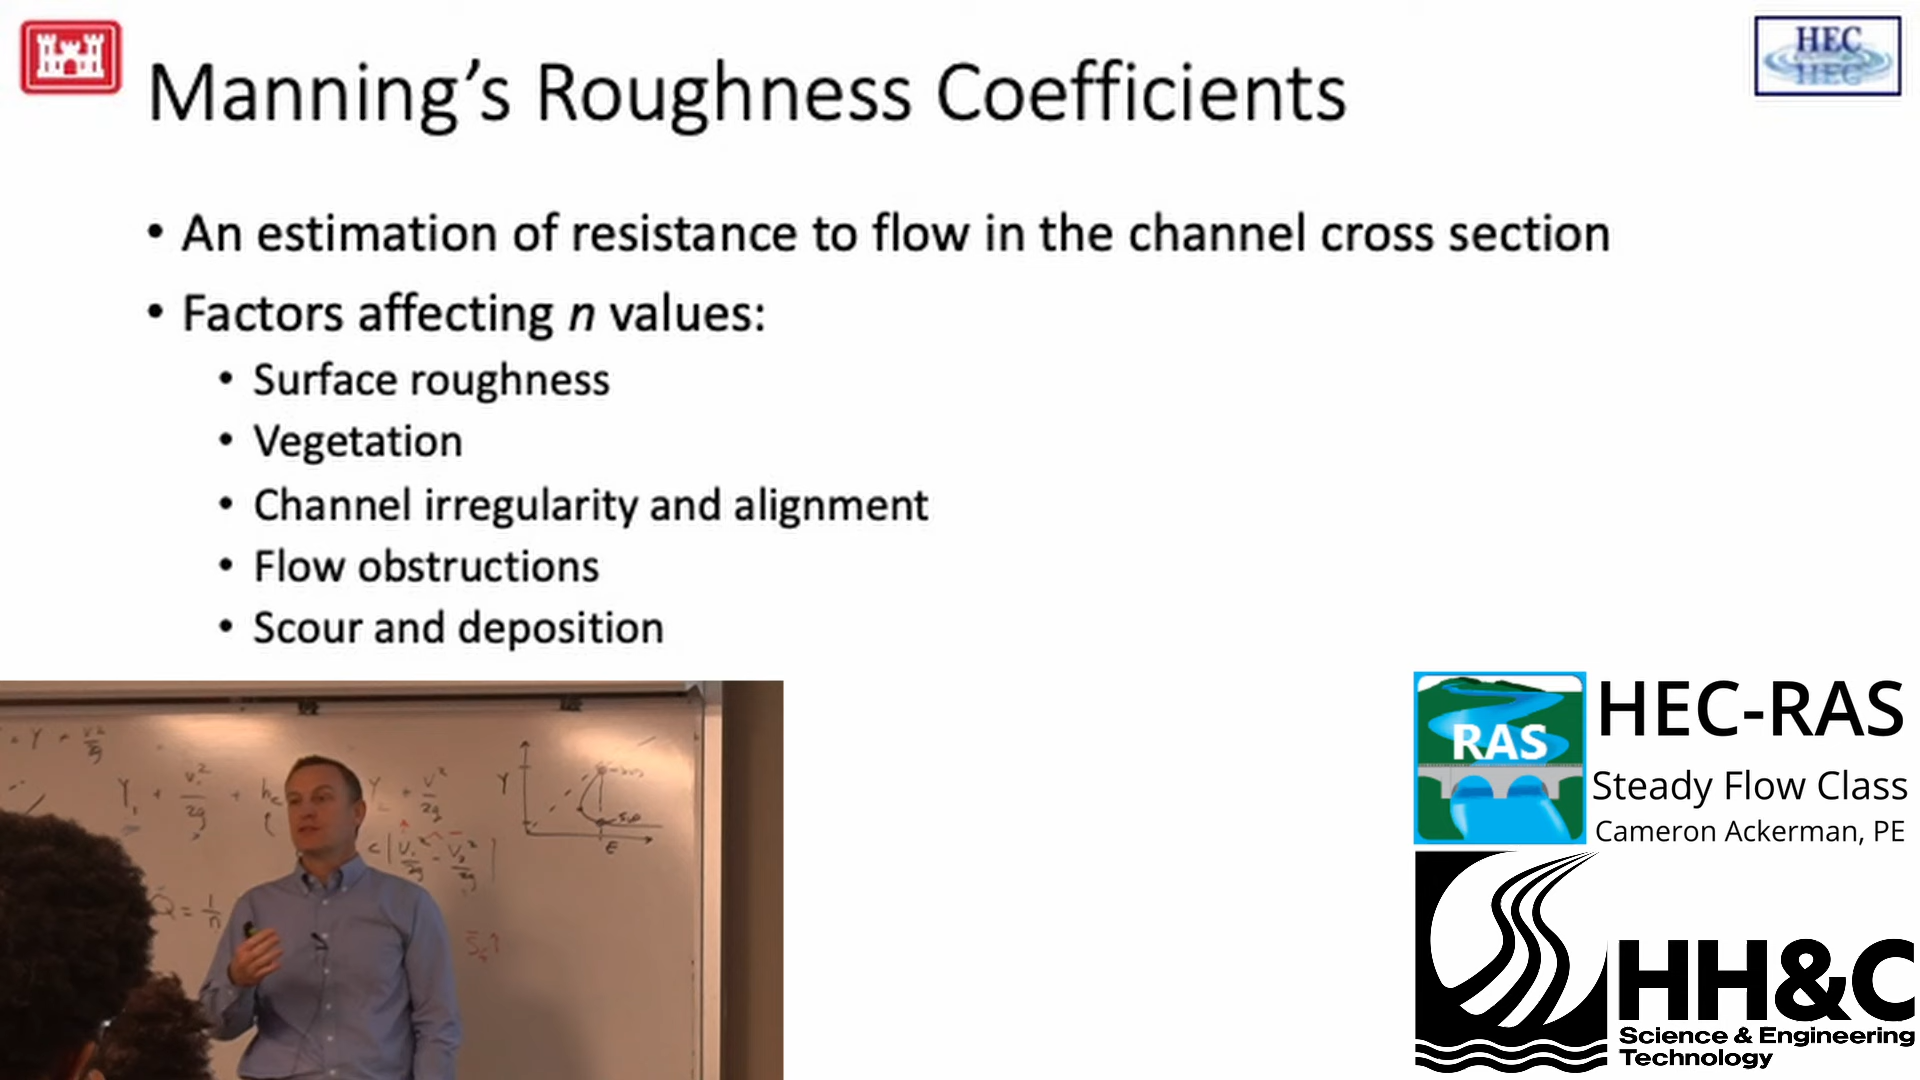 HEC
Manning's Roughness Coefficients
• An estimation of resistance to flow in the channel cross section
• Factors affecting n values:
• Surface roughness
• Vegetation
• Channel irregularity and alignment
• Flow obstructions
• Scour and deposition
RAS
HEC-RAS
Steady Flow Class
Cameron Ackerman, PE
HH&C
Science & Engineering
Technology
Y
E
Q = 1/n